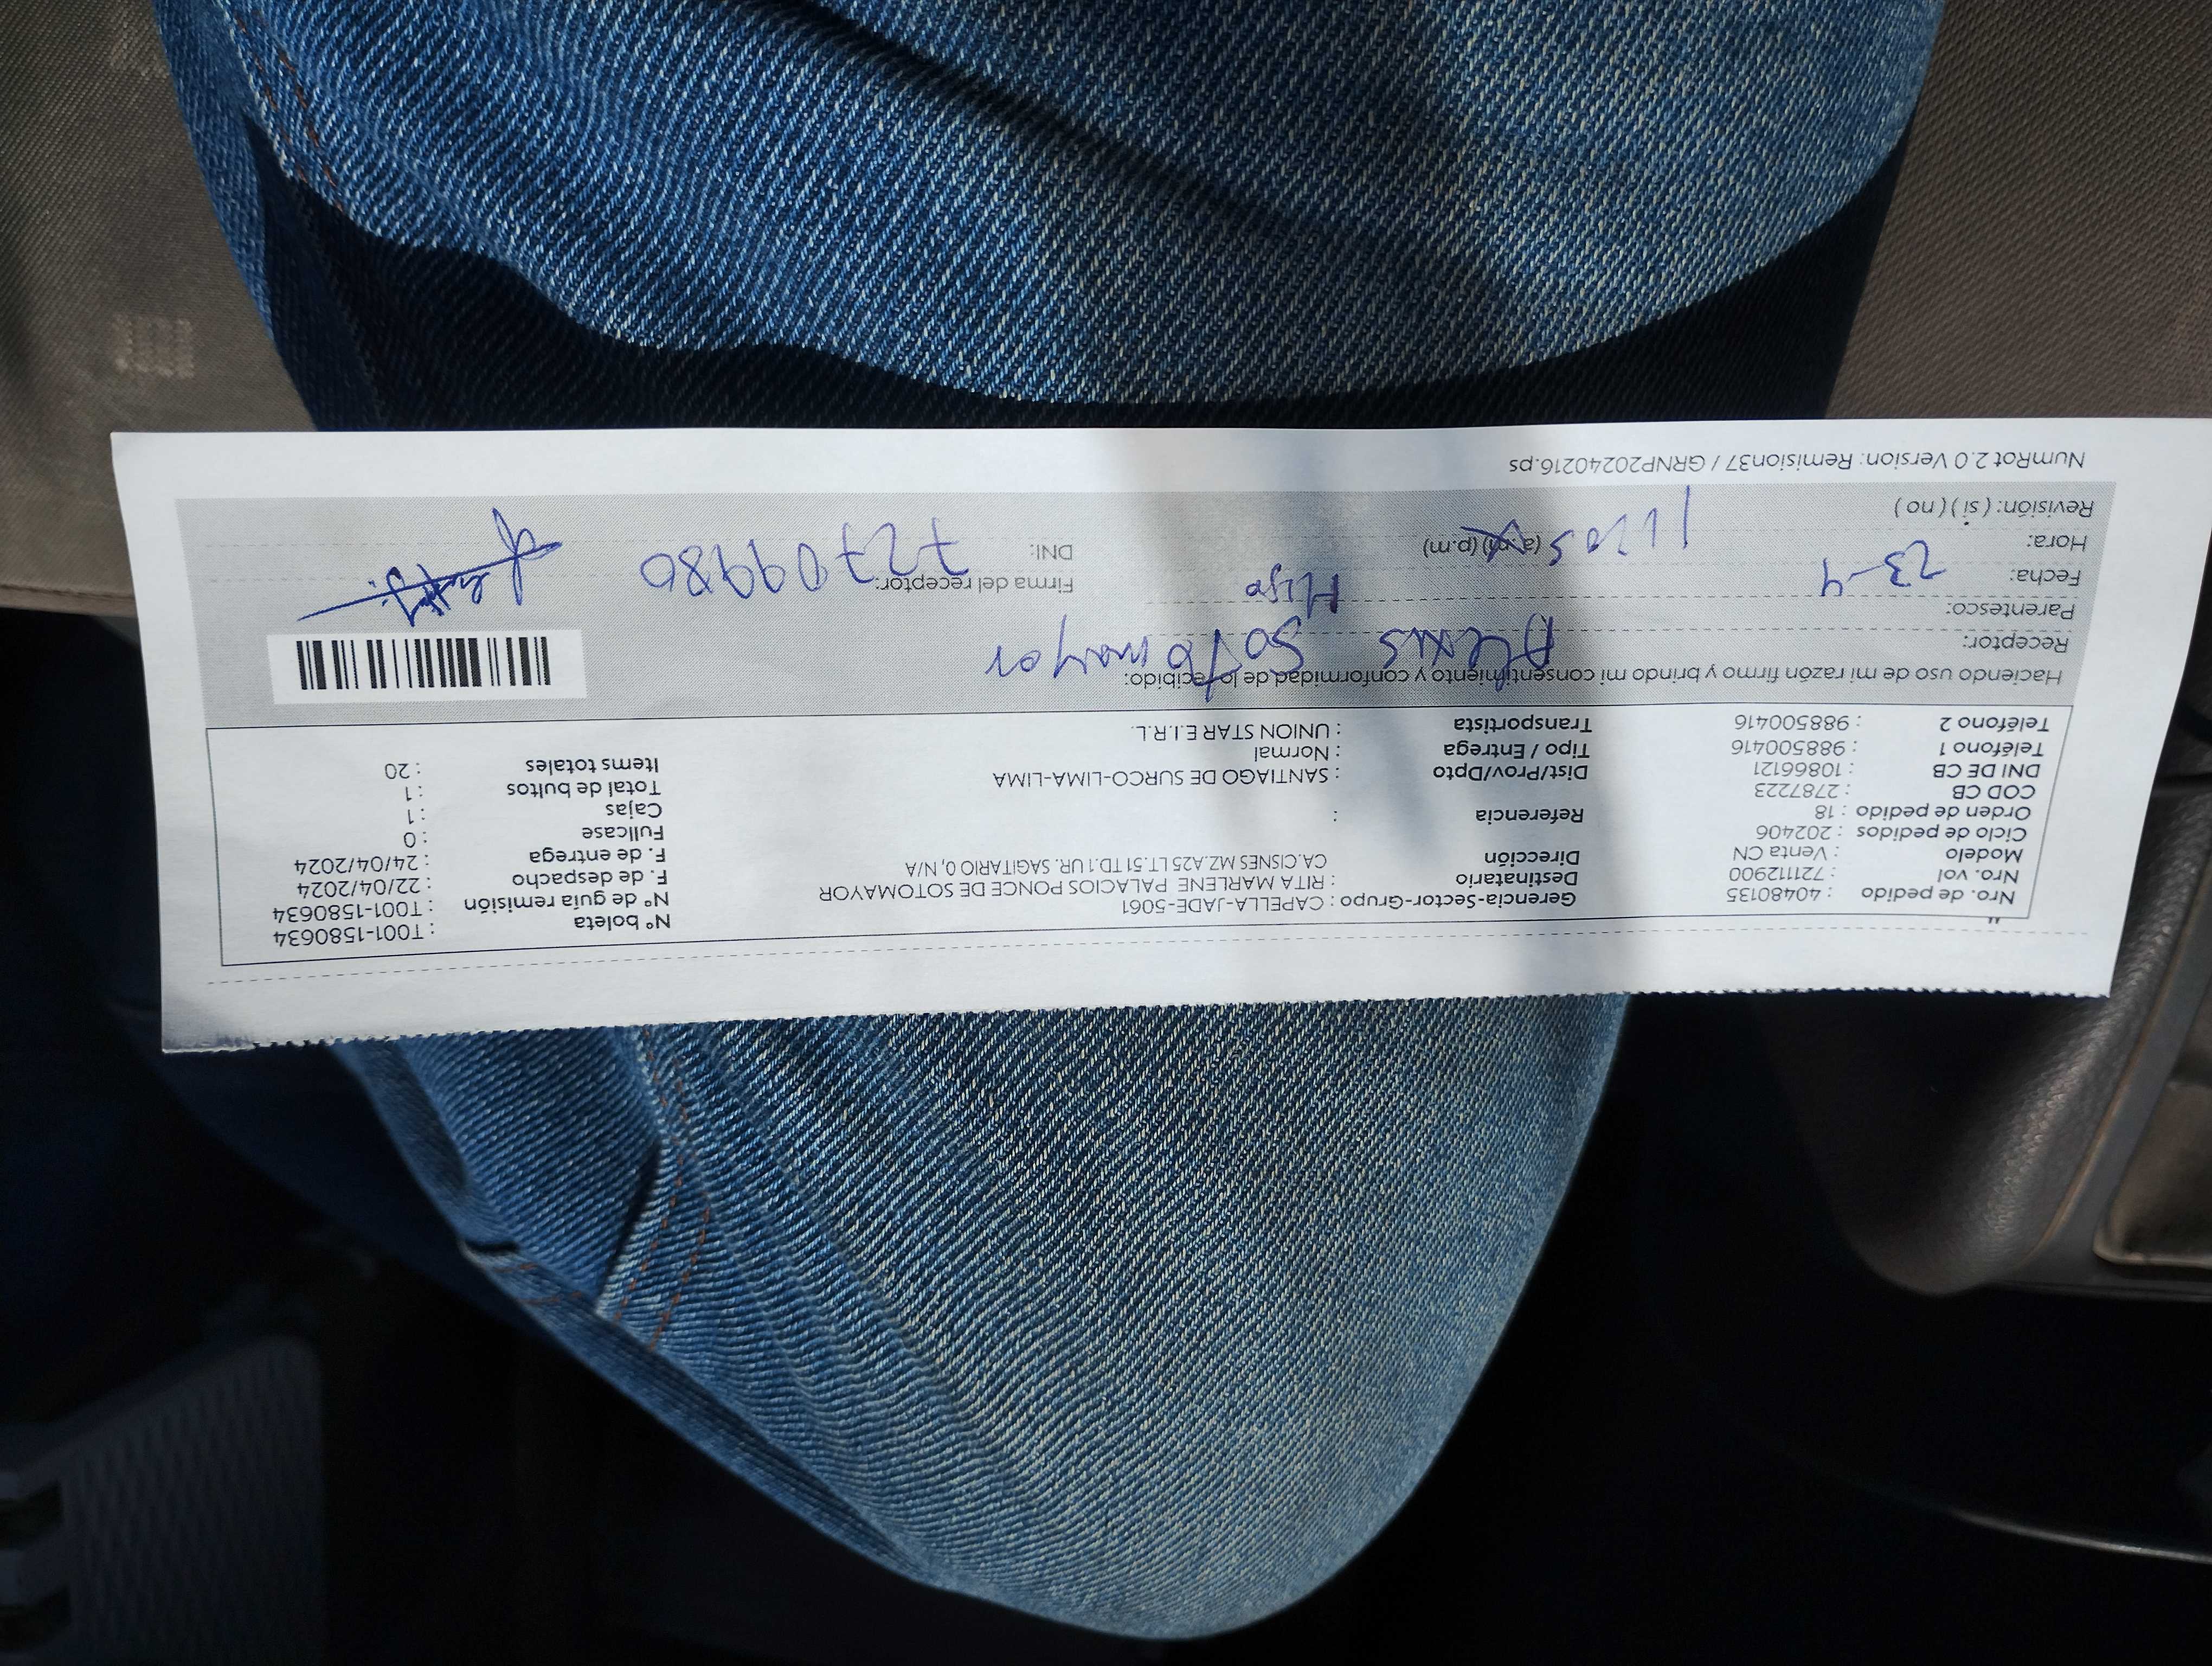 Nro. de pedido : 40480135
Nro. vol : 721112900
Modelo : Venta CN
Ciclo de pedidos : 202406
Orden de pedido : 18
COD CB : 2787223
DNI DE CB : 10866121
Teléfono 1 : 988500416
Teléfono 2 : 988500416
Gerencia-Sector-Grupo : CAPELLA-JADE-5061
Destinatario : RITA MARLENE PALACIOS PONCE DE SOTOMAYOR
Dirección CA.CISNES MZ.A25 LT.51 TD.1 UR. SAGITARIO 0, N/A
Referencia :
Dist/Prov/Dpto : SANTIAGO DE SURCO-LIMA-LIMA
Tipo / Entrega : Normal
Transportista : UNION STAR E.I.R.L.
Nº boleta : T001-1580634
Nº de guía remisión : T001-1580634
F. de despacho : 22/04/2024
F. de entrega : 24/04/2024
Fullcase : 0
Cajas : 1
Total de bultos : 1
Items totales : 20
Haciendo uso de mi razón firmo y brindo mi consentimiento y conformidad de lo recibido:
Receptor: Alexis Sotomayor
Parentesco: Hijo
Fecha: 23-4
Hora: (a.m) (p.m)
Revisión: ( si ) ( no )
Firma del receptor:
DNI: 72709980
NumRot 2.0 Version: Remision37 / GRNP20240216.ps